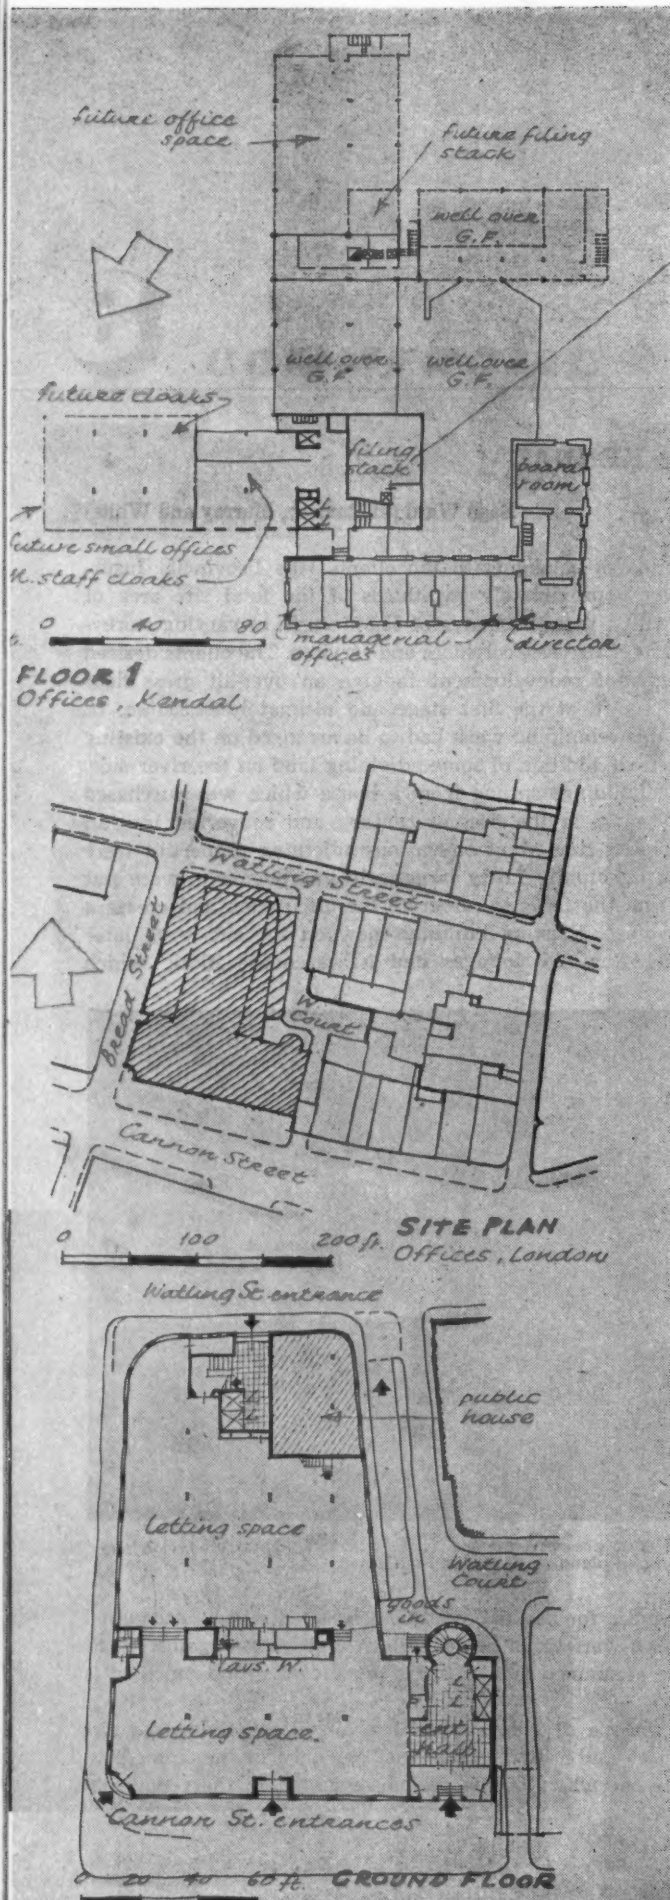 future office
space
future filing
stack
well over
G.F.
well over
G.F.
well over
G.F.
future cloaks
filing
stack
board
room
future small offices
staff cloaks
0 40 80
managerial
offices
director
FLOOR 1
Offices, Kendal
Watling Street
Bread Street
W.
Court
Cannon Street
0 100 200 ft.
SITE PLAN
Offices, London
Watling St. entrance
L
L
public
house
Letting space
Watling
Court
goods
in
Lavs. W.
L
L
Letting space.
ent.
Hall
Cannon St. entrances
0 20 40 60 ft.
GROUND FLOOR